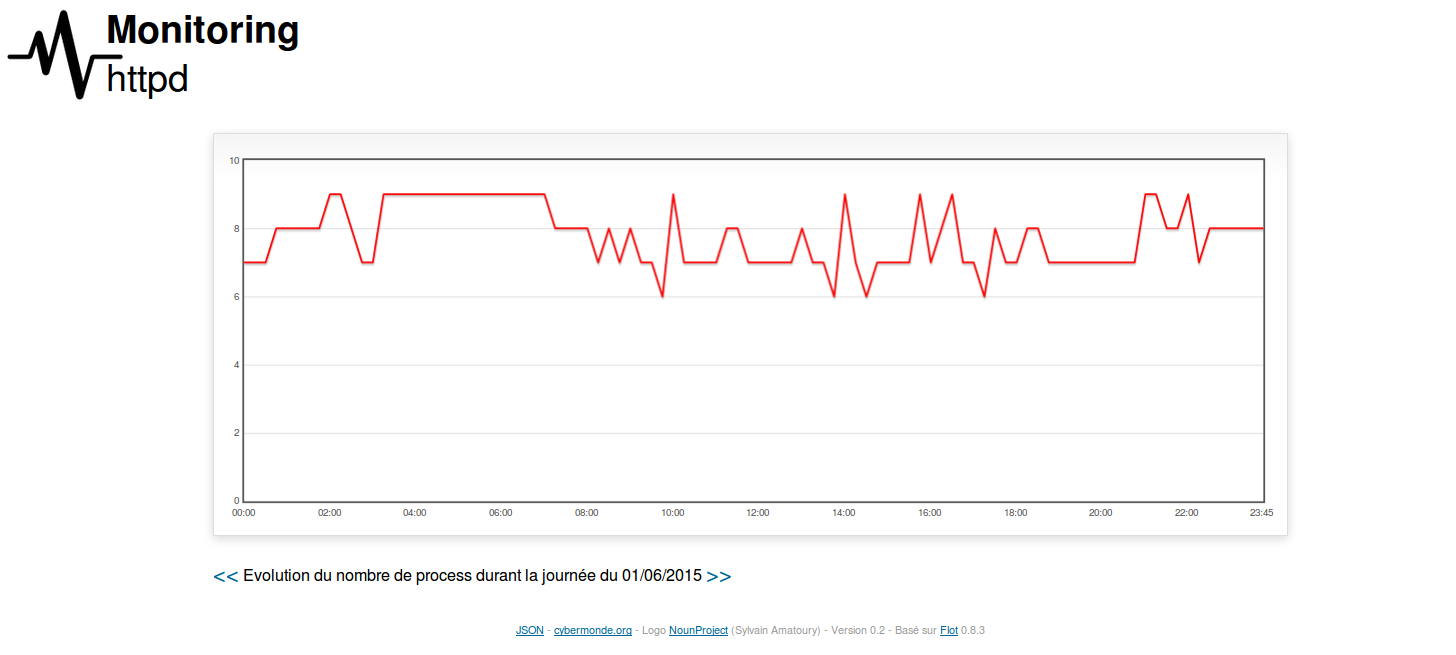 Monitoring
httpd
10
8
6
4
2
0
00:00 02:00 04:00 06:00 08:00 10:00 12:00 14:00 16:00 18:00 20:00 22:00 23:45
<< Evolution du nombre de process durant la journée du 01/06/2015 >>
JSON - cybermonde.org - Logo NounProject (Sylvain Amatoury) - Version 0.2 - Basé sur Flot 0.8.3